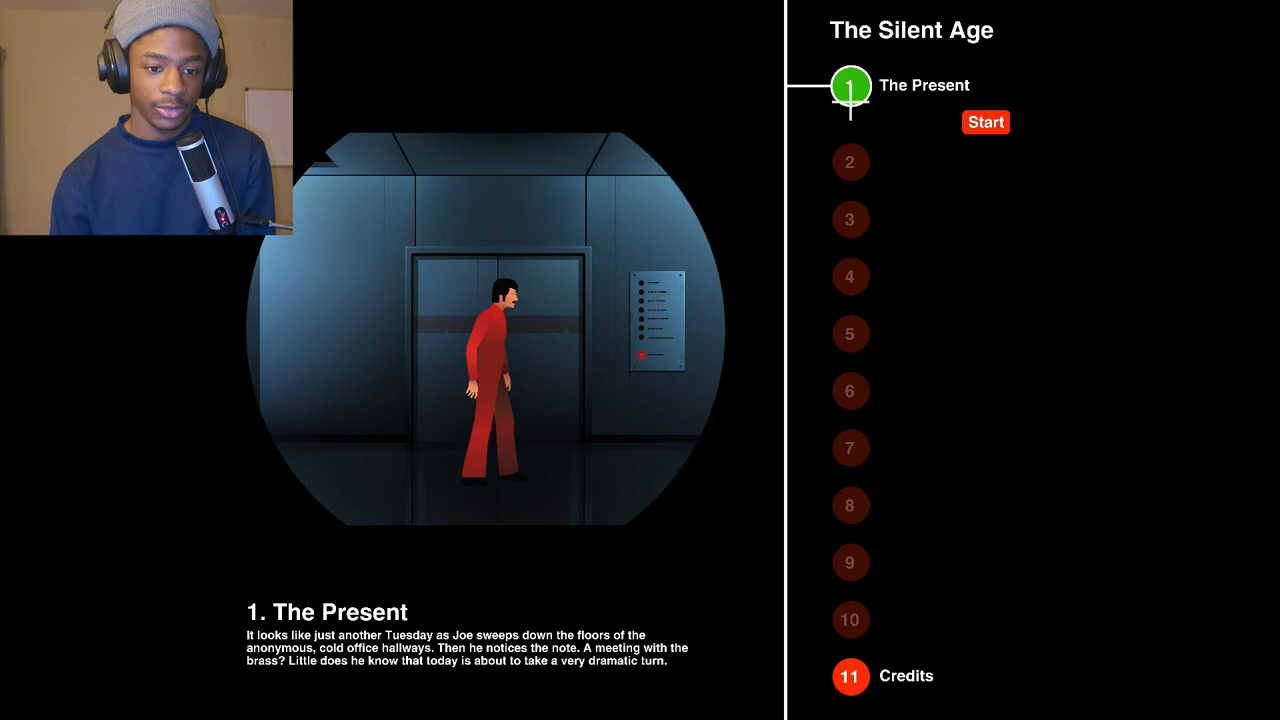 The Silent Age
1 The Present
Start
2
3
4
5
6
7
8
9
10
11 Credits
1. The Present
It looks like just another Tuesday as Joe sweeps down the floors of the
anonymous, cold office hallways. Then he notices the note. A meeting with the
brass? Little does he know that today is about to take a very dramatic turn.